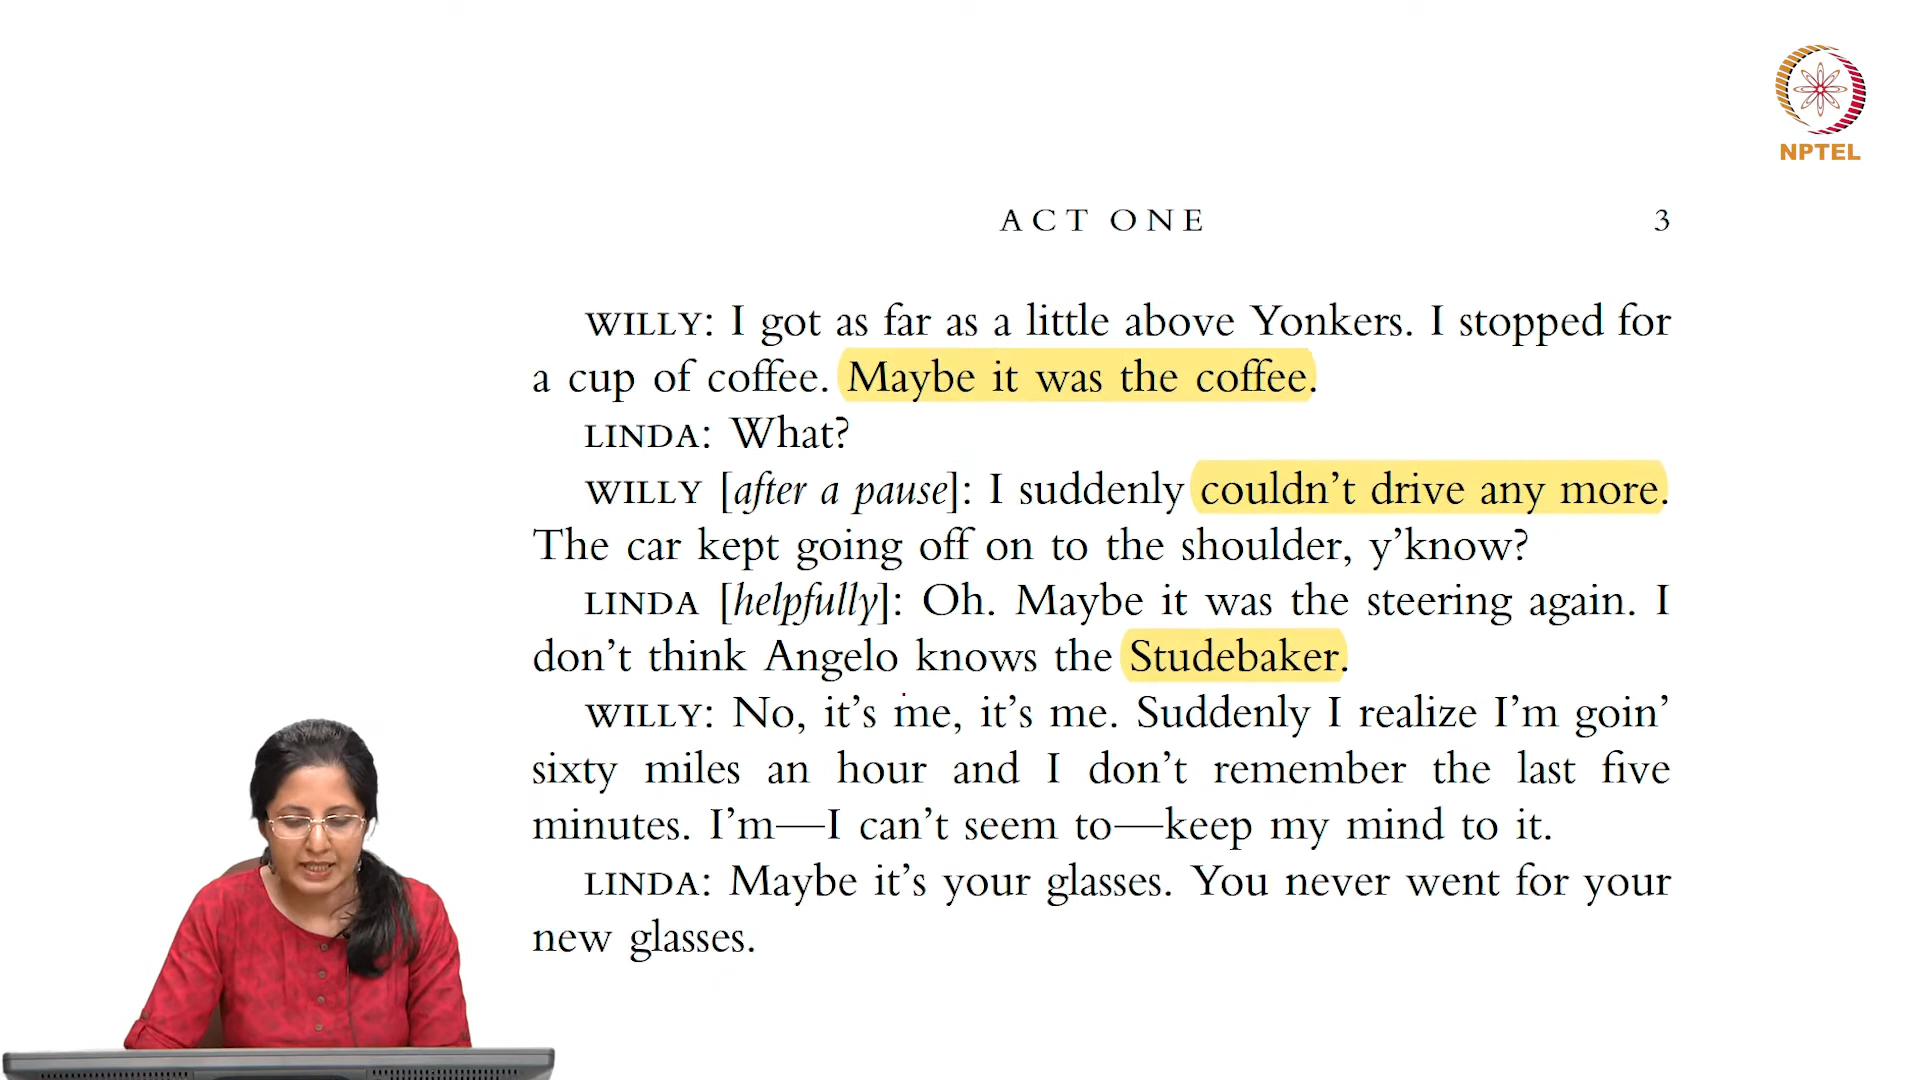 NPTEL
ACT ONE 3
WILLY: I got as far as a little above Yonkers. I stopped for
a cup of coffee. Maybe it was the coffee.
LINDA: What?
WILLY [after a pause]: I suddenly couldn't drive any more.
The car kept going off on to the shoulder, y'know?
LINDA [helpfully]: Oh. Maybe it was the steering again. I
don't think Angelo knows the Studebaker.
WILLY: No, it's me, it's me. Suddenly I realize I'm goin'
sixty miles an hour and I don't remember the last five
minutes. I'm—I can't seem to—keep my mind to it.
LINDA: Maybe it's your glasses. You never went for your
new glasses.